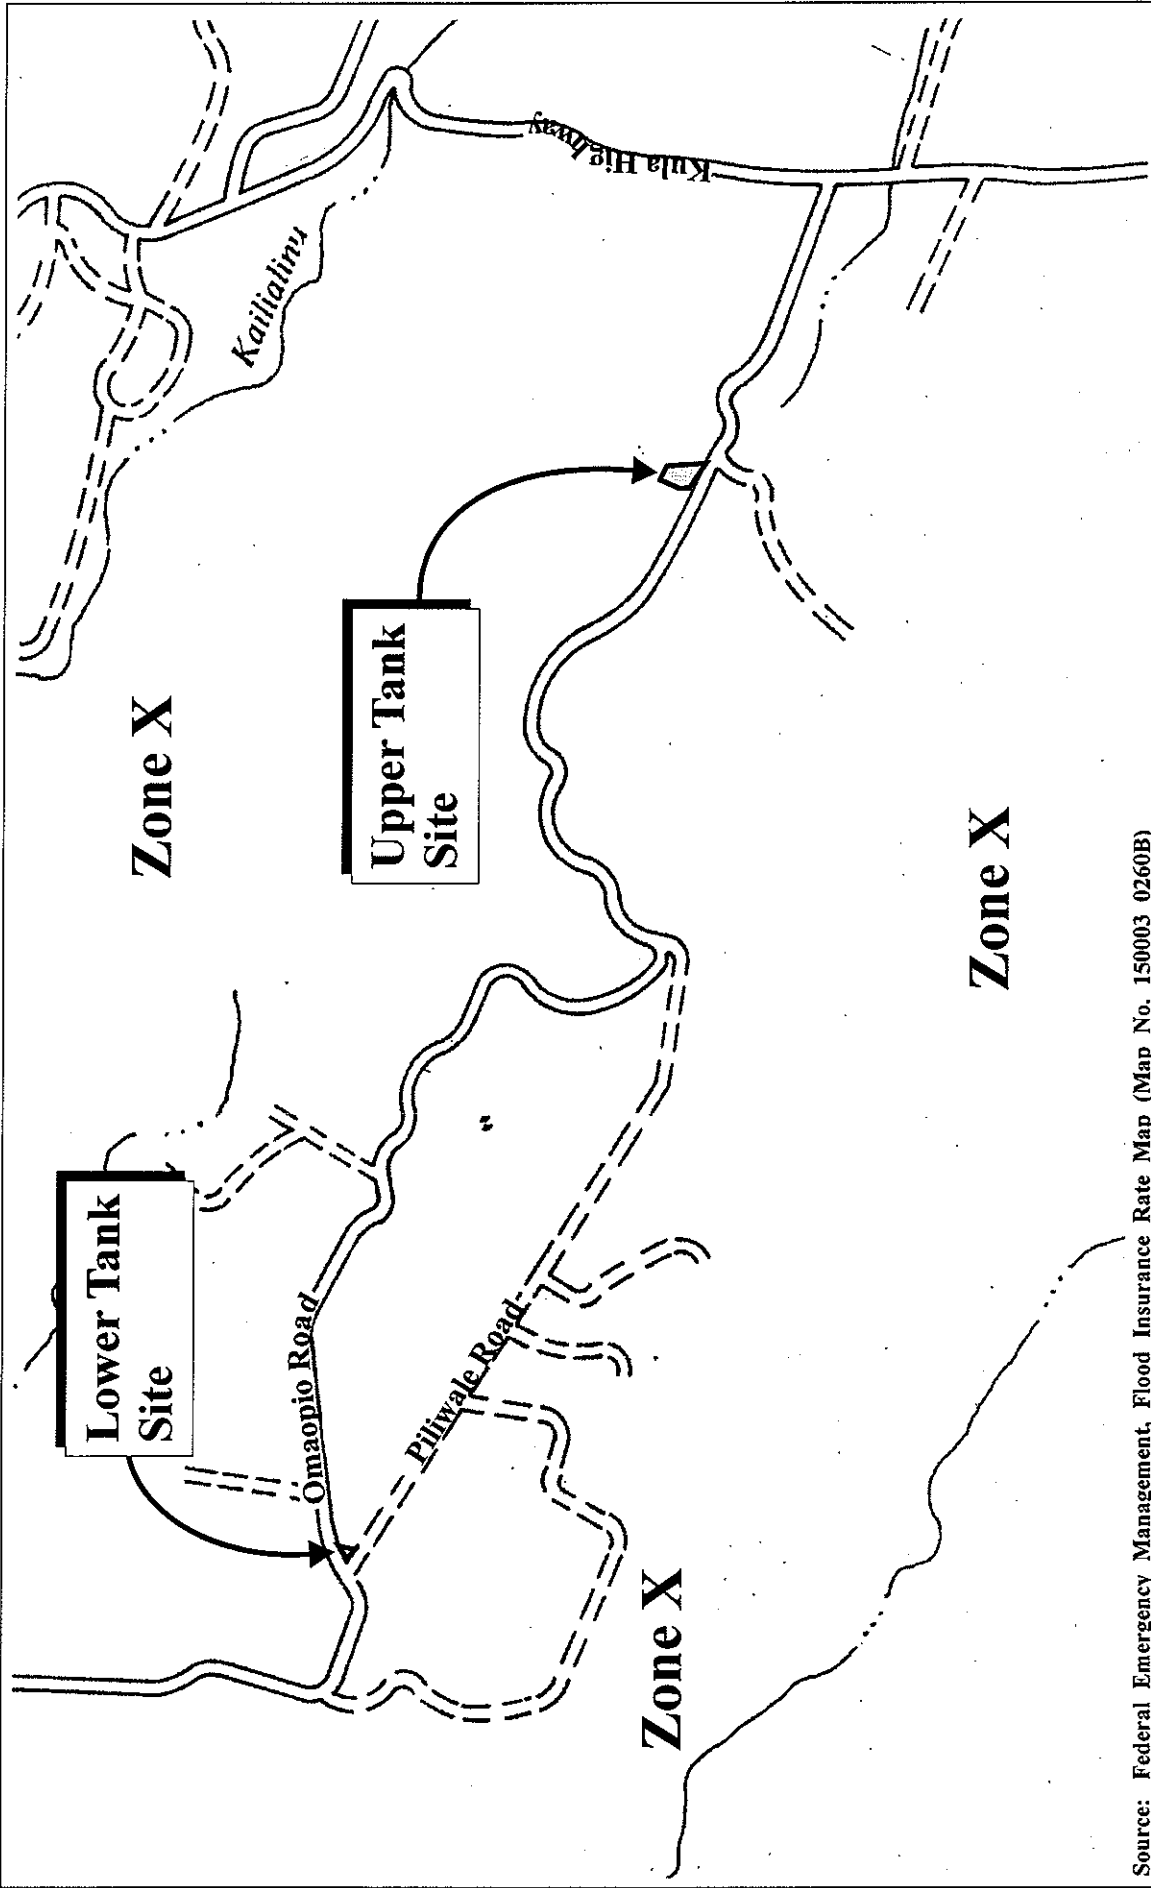 Zone X
Lower Tank
Site
Upper Tank
Site
Kailialinu
Omaopio Road
Kula Highway
Piliwale Road
Zone X
Zone X
Source: Federal Emergency Management, Flood Insurance Rate Map (Map No. 150003 0260B)